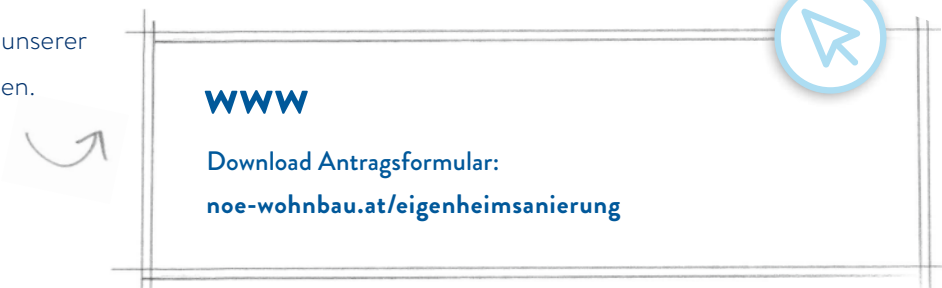 unserer
en.
www
Download Antragsformular:
noe-wohnbau.at/eigenheimsanierung